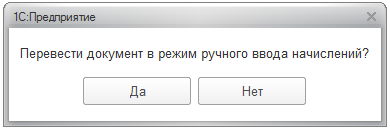 1С:Предприятие
Перевести документ в режим ручного ввода начислений?
Да Нет